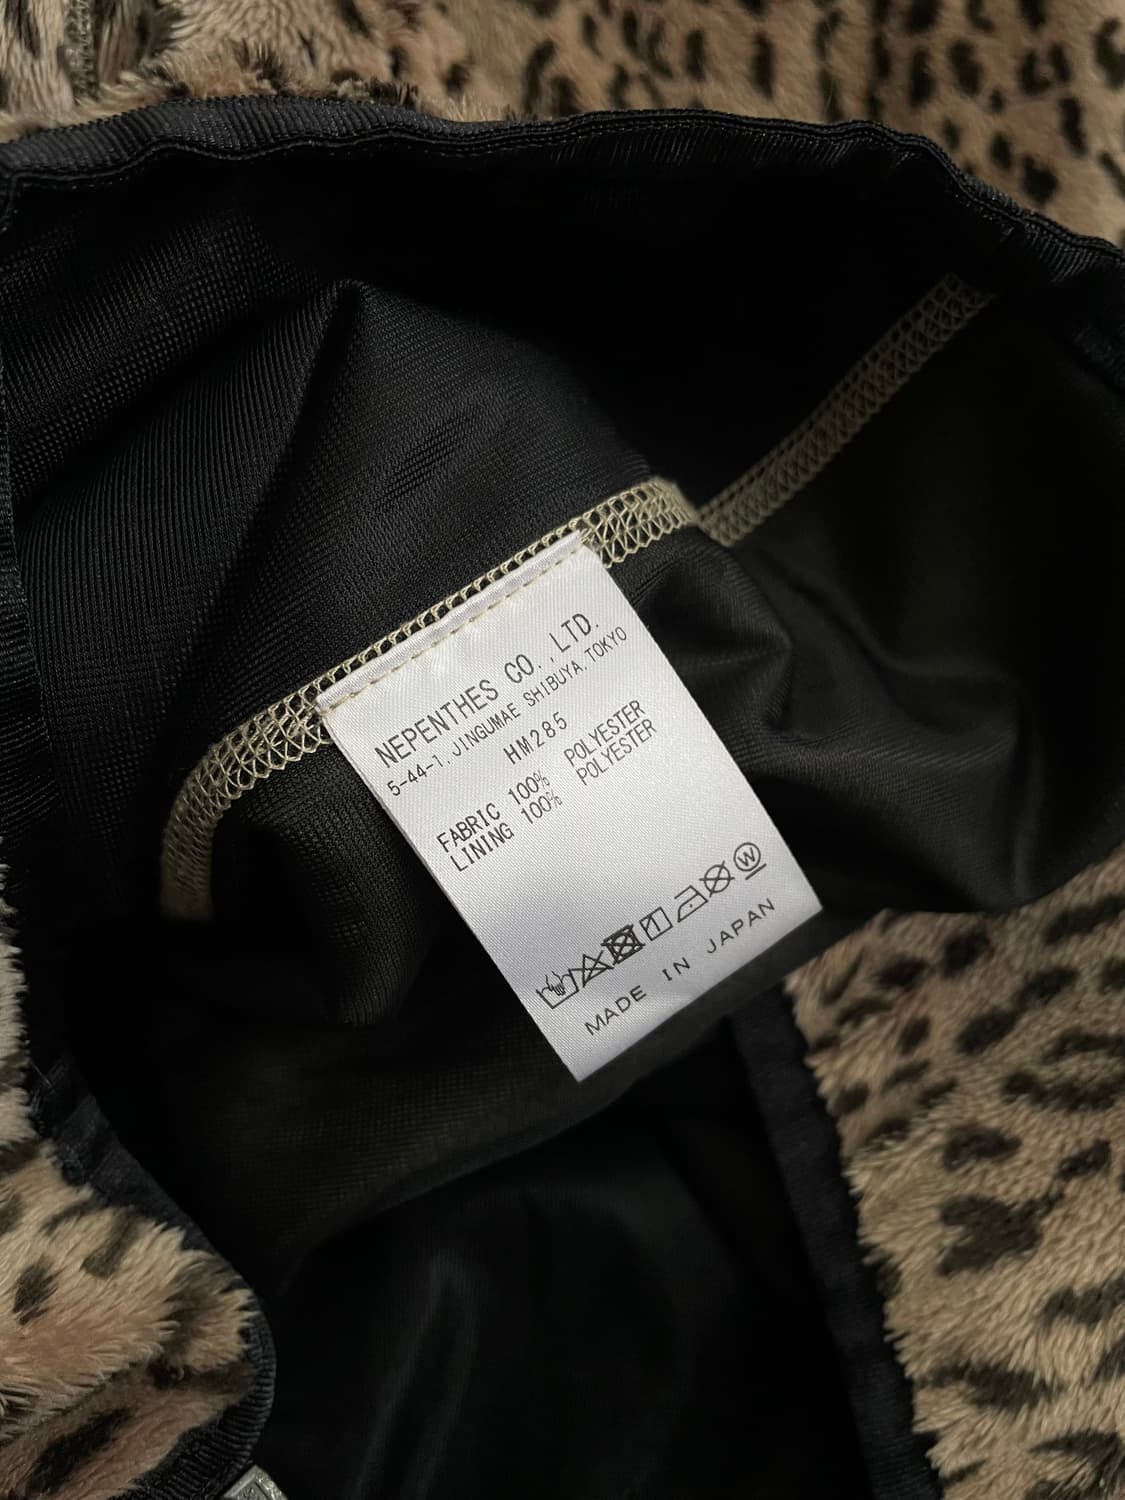 NEPENTHES CO.,LTD.
5-44-1, JINGUMAE SHIBUYA, TOKYO
HM285
FABRIC 100% POLYESTER
LINING 100% POLYESTER
W
MADE IN JAPAN